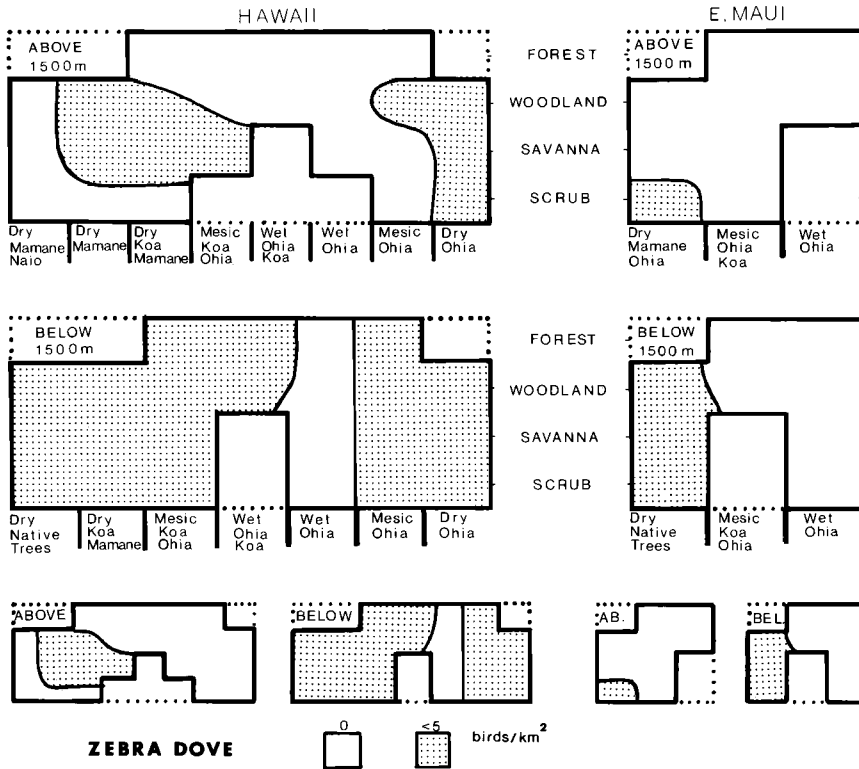 HAWAII
E. MAUI
ABOVE
1500m
FOREST
WOODLAND
SAVANNA
SCRUB
ABOVE
1500m
Dry
Mamane
Naio
Dry
Mamane
Dry
Koa
Mamane
Mesic
Koa
Ohia
Wet
Ohia
Koa
Wet
Ohia
Mesic
Ohia
Dry
Ohia
Dry
Mamane
Ohia
Mesic
Ohia
Koa
Wet
Ohia
BELOW
1500m
FOREST
WOODLAND
SAVANNA
SCRUB
BELOW
1500m
Dry
Native
Trees
Dry
Koa
Mamane
Mesic
Koa
Ohia
Wet
Ohia
Koa
Wet
Ohia
Mesic
Ohia
Dry
Ohia
Dry
Native
Trees
Mesic
Koa
Ohia
Wet
Ohia
ABOVE
BELOW
AB.
BEL.
ZEBRA DOVE
0
<5
birds/km²